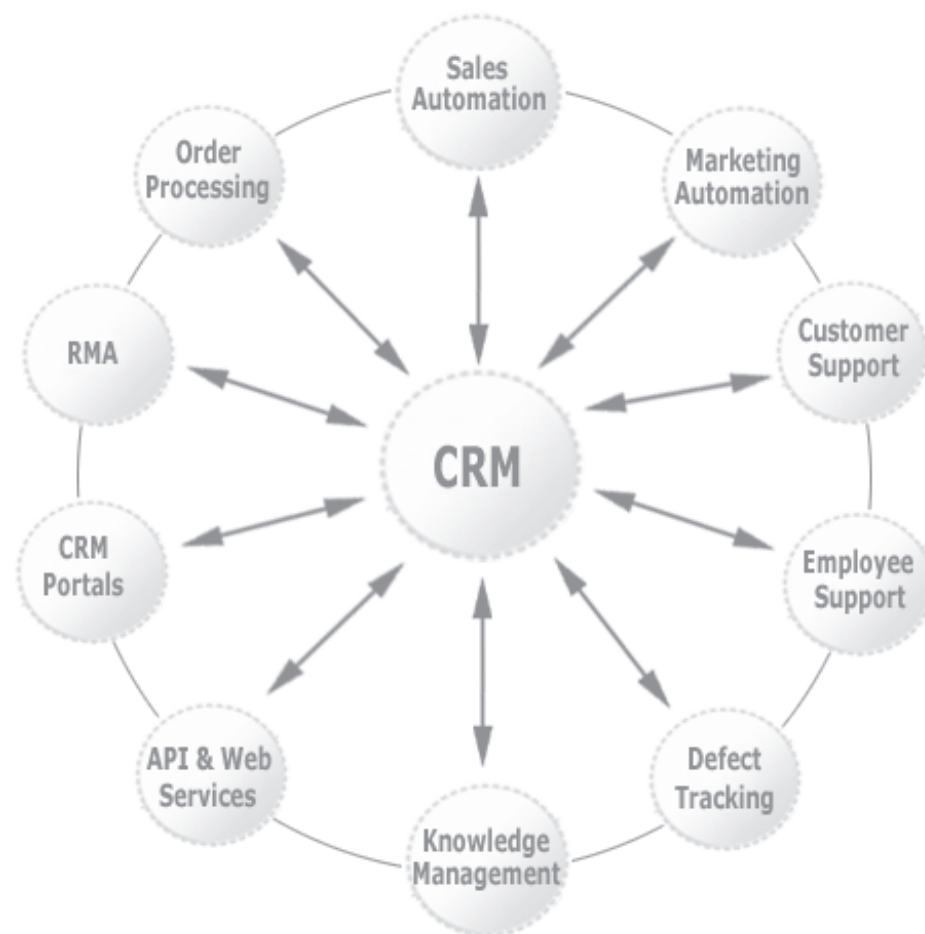 Sales
Automation
Marketing
Automation
Customer
Support
Employee
Support
Defect
Tracking
Knowledge
Management
API & Web
Services
CRM
Portals
RMA
Order
Processing
CRM